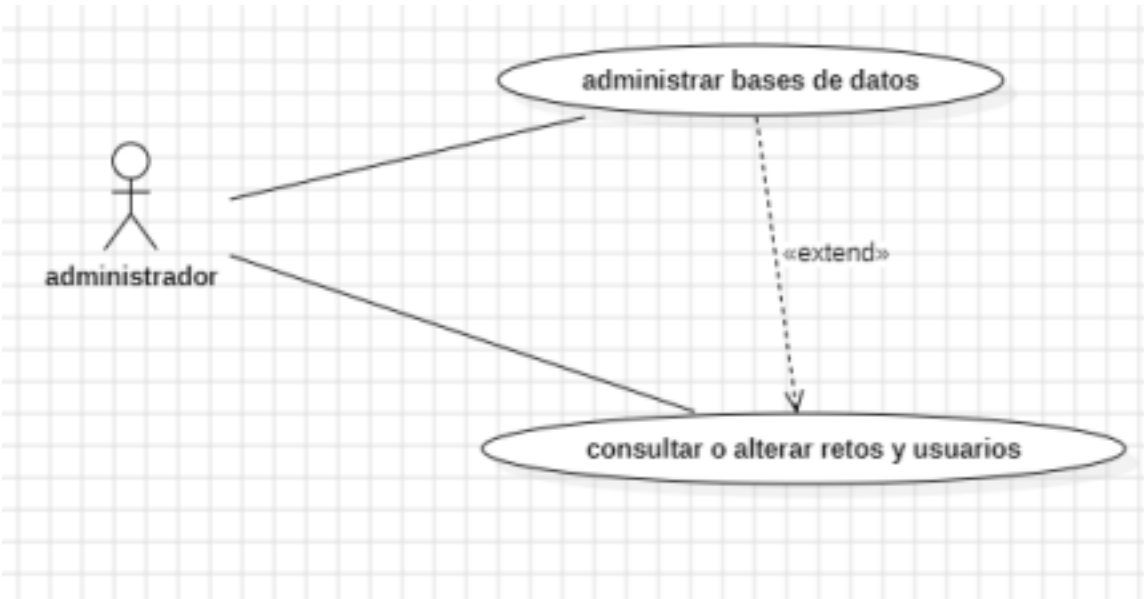 administrar bases de datos
«extend»
administrador
consultar o alterar retos y usuarios